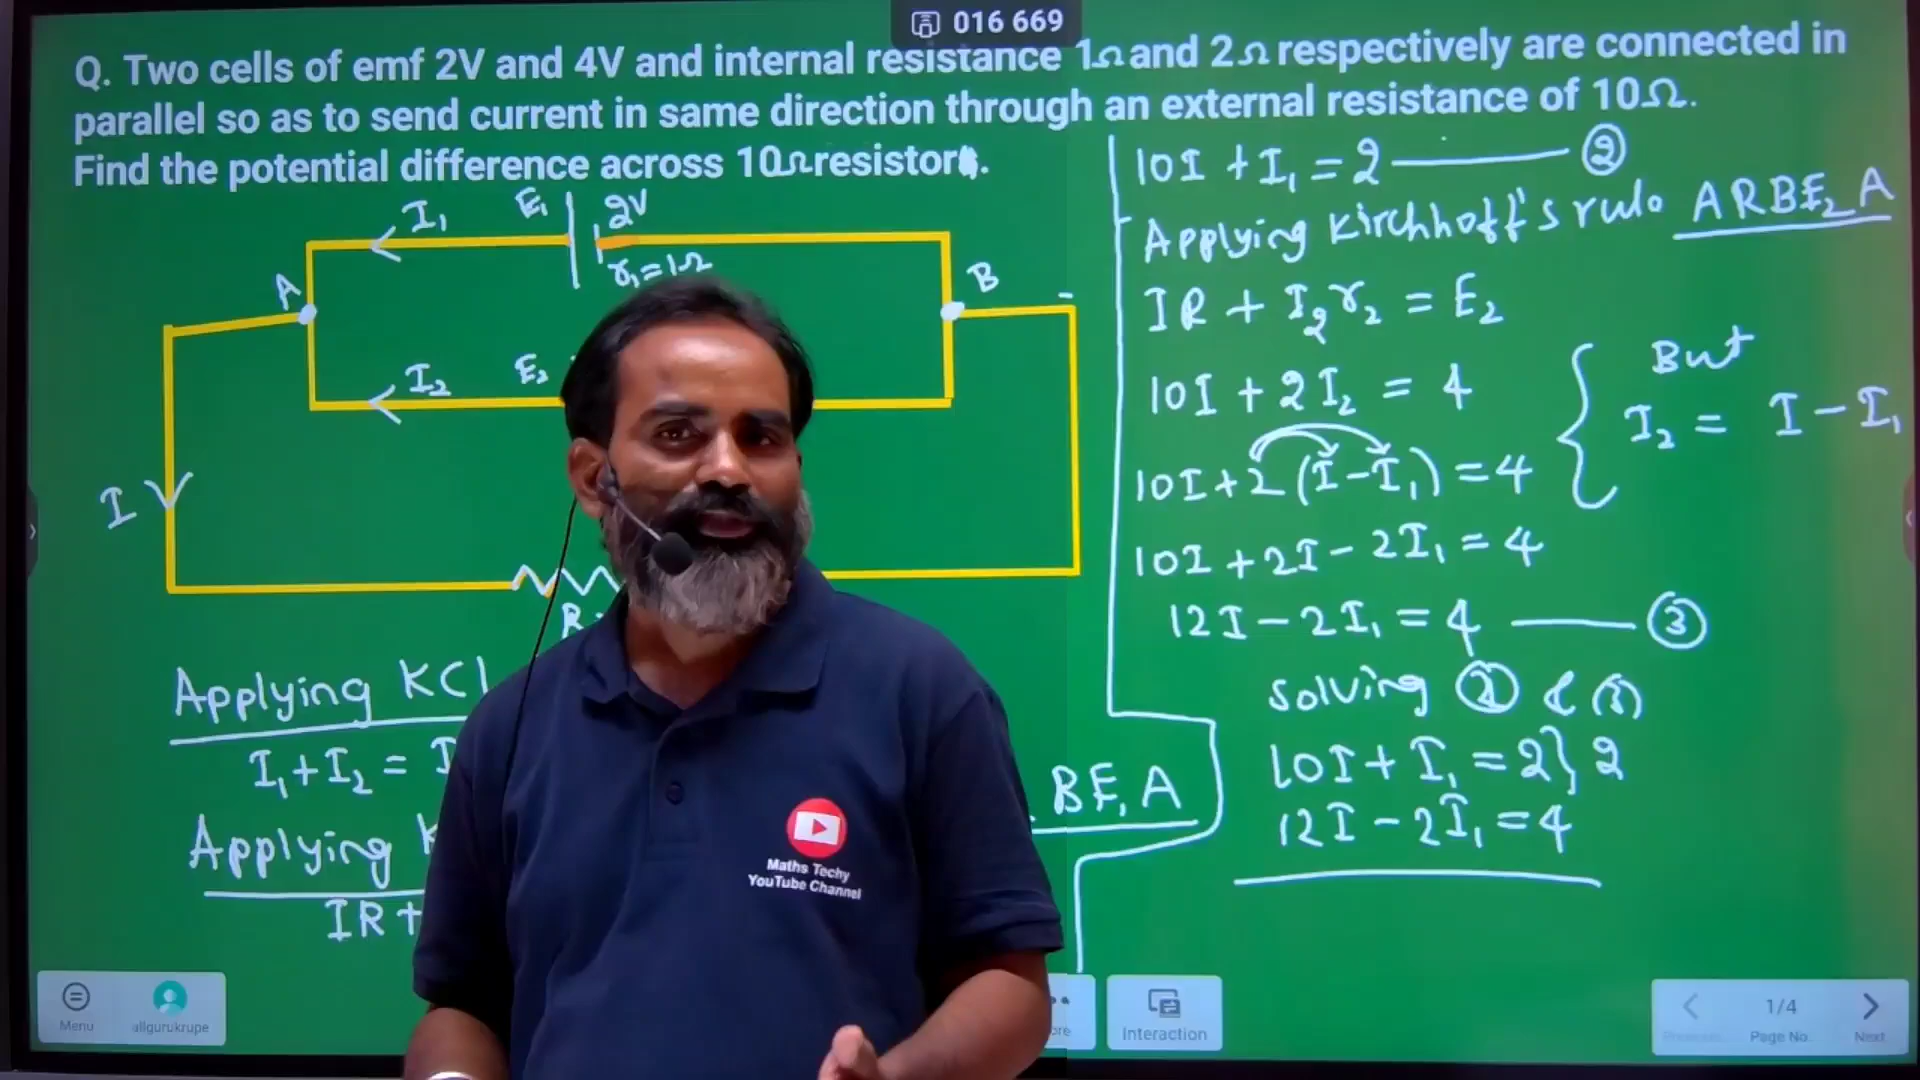 016 669
Q. Two cells of emf 2V and 4V and internal resistance 1Ω and 2Ω respectively are connected in
parallel so as to send current in same direction through an external resistance of 10Ω.
Find the potential difference across 10Ω resistor.
I₁
E₁
2V
r₁=1Ω
A
B
-
I₂
E₂
I
R
Applying KCL
I₁+I₂ =
Applying
IR+
BE₁A
10I + I₁ = 2 ——— ②
Applying Kirchhoff's rule ARBE₂A
IR + I₂r₂ = E₂
10I + 2I₂ = 4
But
I₂ = I - I₁
10I+2(I-I₁)=4
10I+2I-2I₁=4
12I-2I₁=4 ——— ③
Solving ② & ③
10I+I₁=2}2
12I-2I₁=4
Maths Techy
YouTube Channel
Menu
allgurukrupe
Interaction
1/4
Page No.
Next